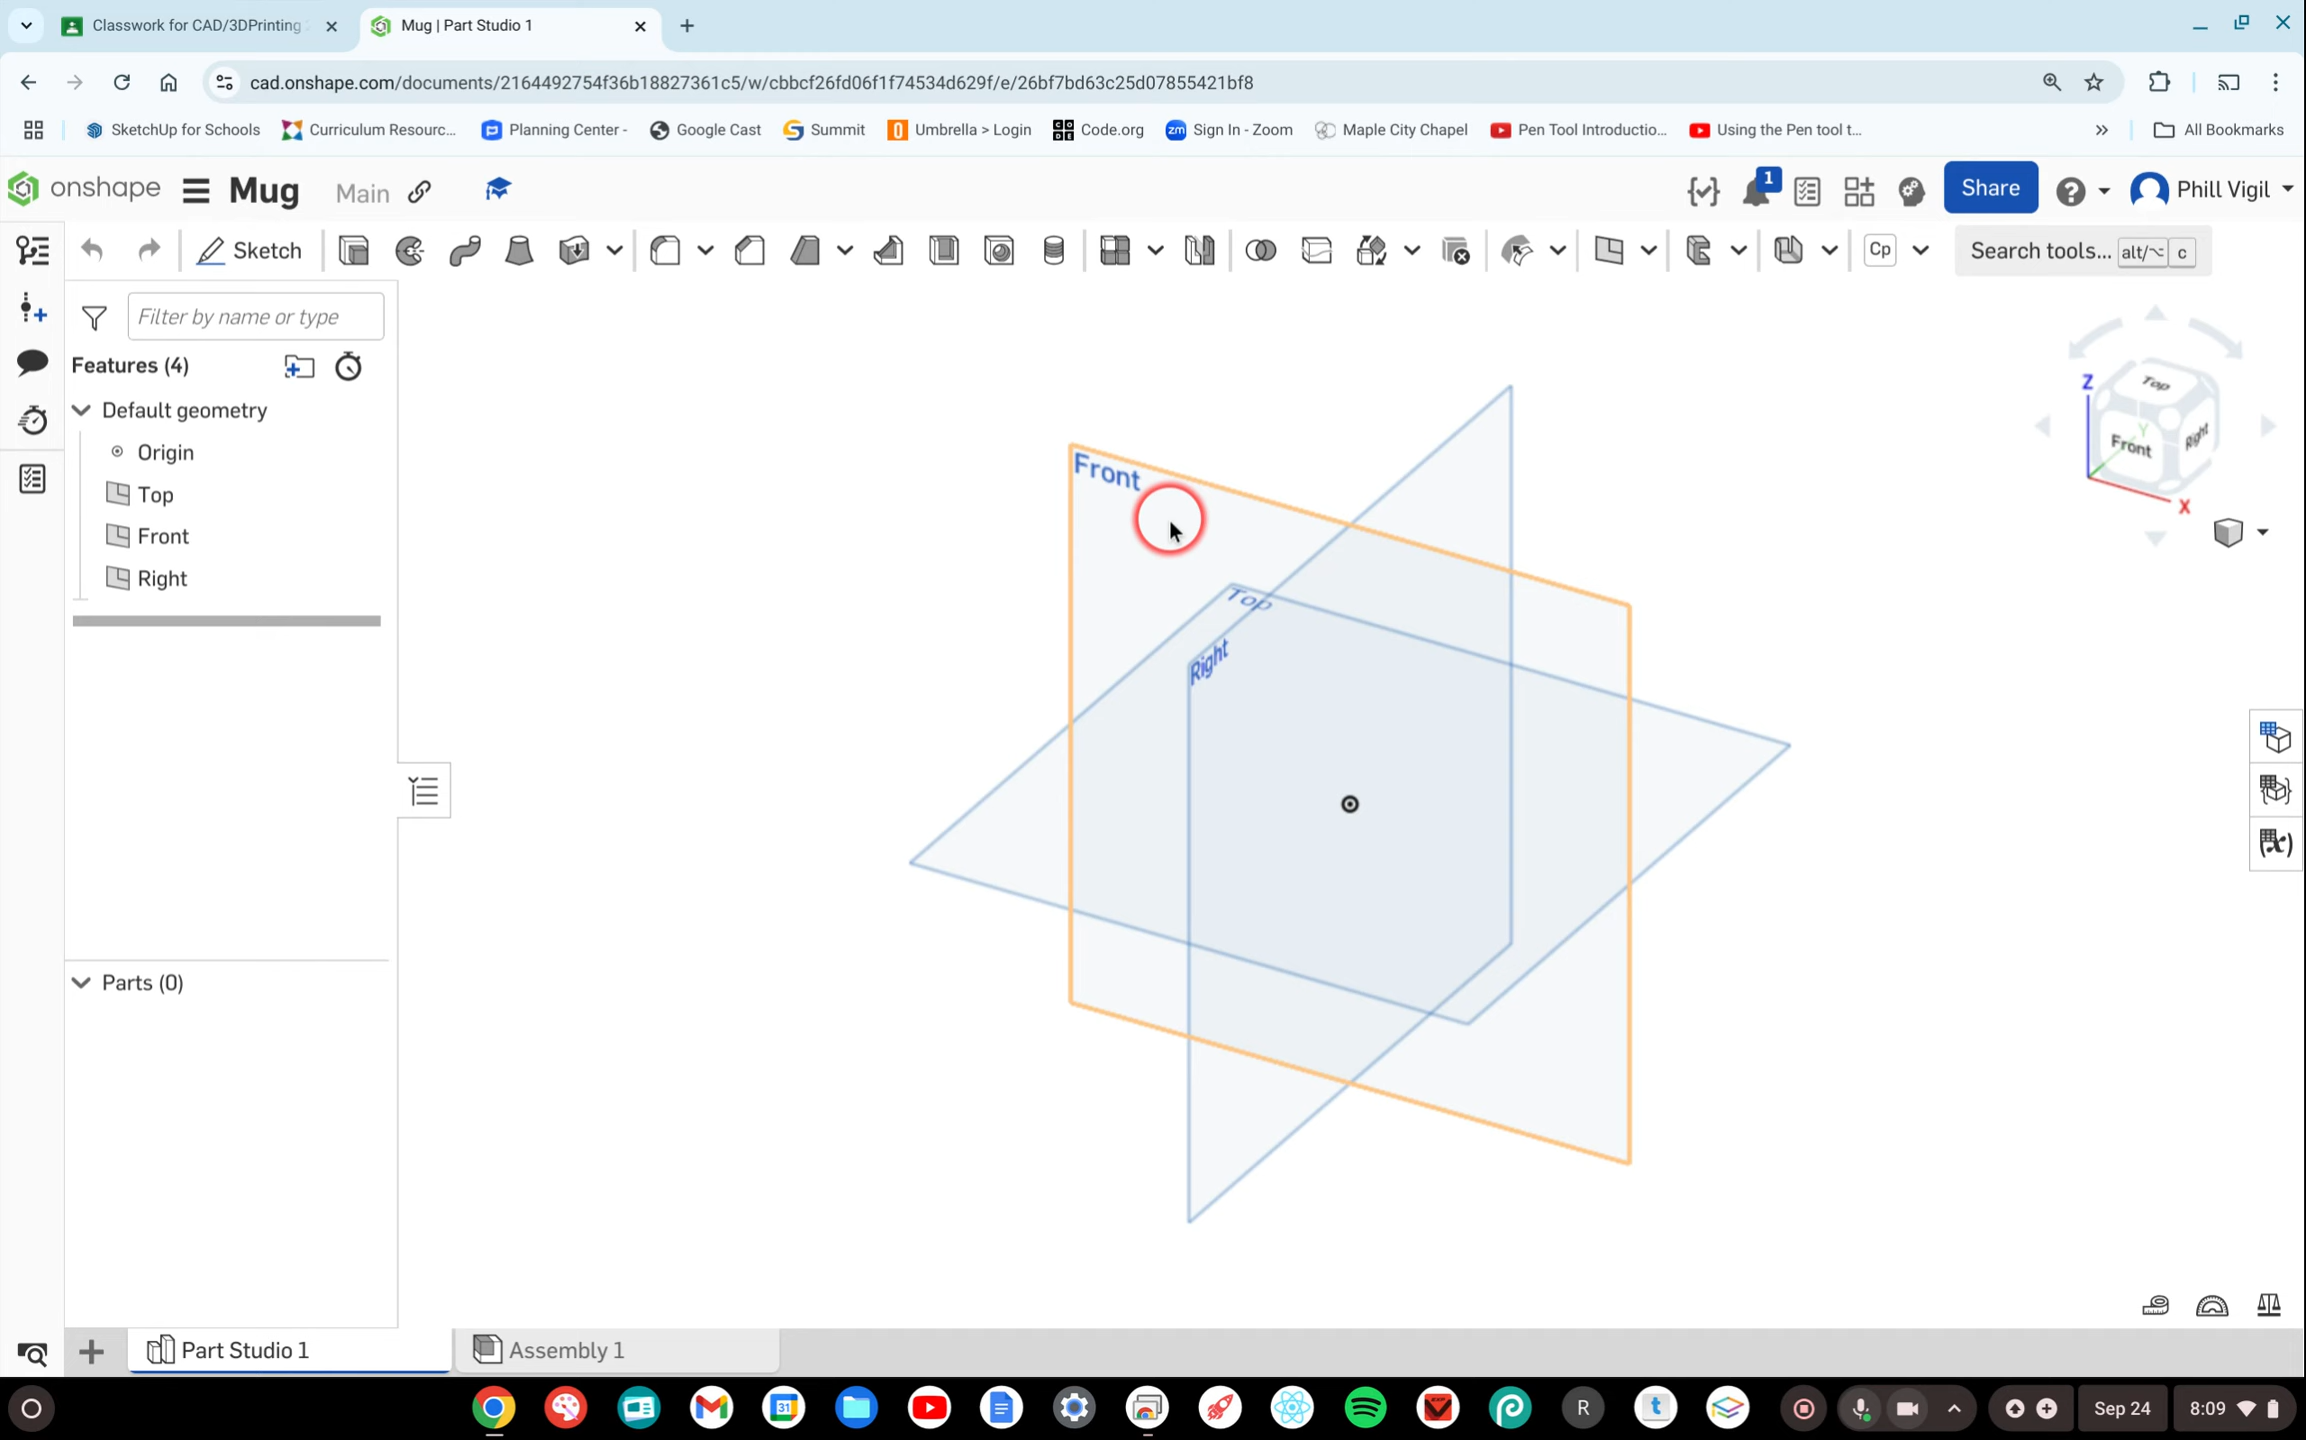 Classwork for CAD/3DPrinting
Mug | Part Studio 1
cad.onshape.com/documents/2164492754f36b18827361c5/w/cbbcf26fd06f1f74534d629f/e/26bf7bd63c25d07855421bf8
SketchUp for Schools
Curriculum Resourc...
Planning Center -
Google Cast
Summit
Umbrella > Login
Code.org
Sign In - Zoom
Maple City Chapel
Pen Tool Introductio...
Using the Pen tool t...
All Bookmarks
onshape
Mug
Main
1
Share
Phill Vigil
Sketch
Cp
Search tools... alt/⌥ c
Filter by name or type
Features (4)
Default geometry
Origin
Top
Front
Right
Parts (0)
Front
Top
Right
Z
Top
Y
Front
Right
X
Part Studio 1
Assembly 1
31
R
t
Sep 24
8:09